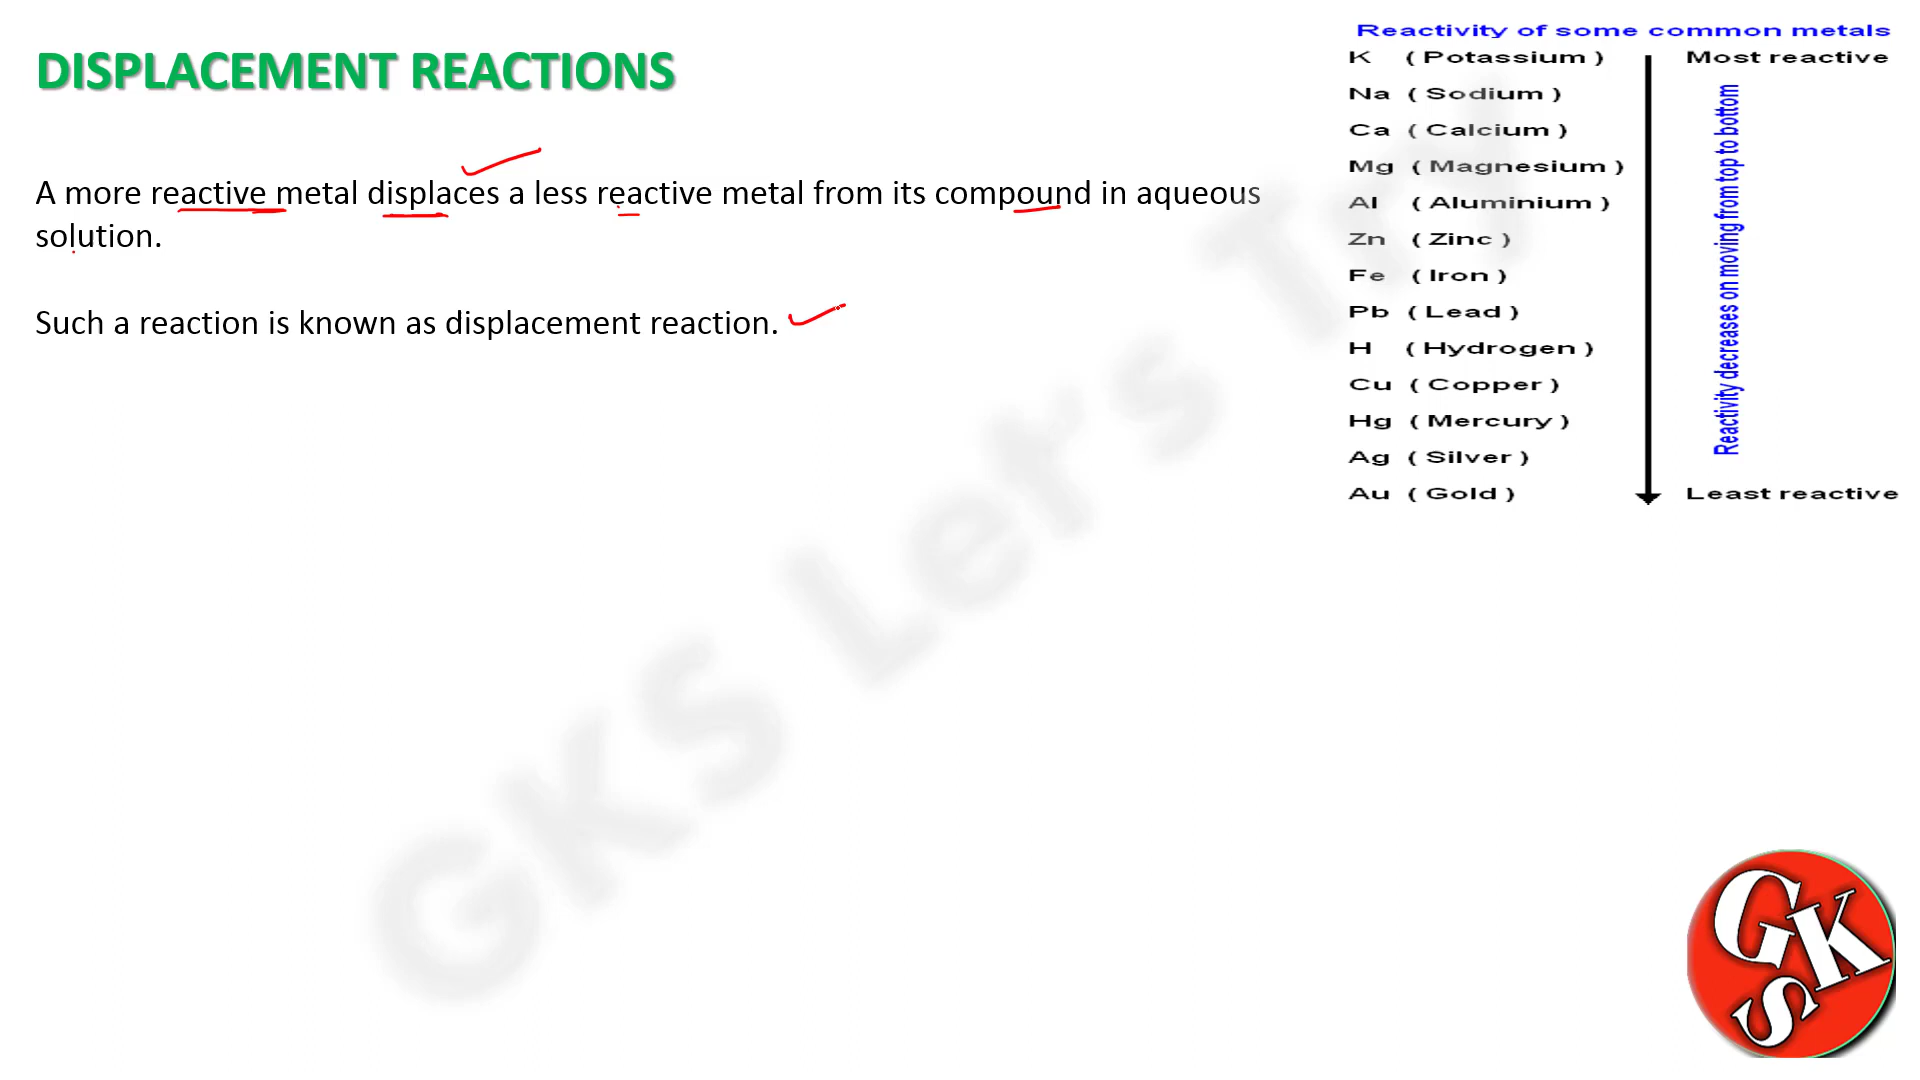 DISPLACEMENT REACTIONS
A more reactive metal displaces a less reactive metal from its compound in aqueous
solution.
Such a reaction is known as displacement reaction.
Reactivity of some common metals
K ( Potassium ) Most reactive
Na ( Sodium )
Ca ( Calcium )
Mg ( Magnesium )
Al ( Aluminium )
Zn ( Zinc )
Fe ( Iron )
Pb ( Lead )
H ( Hydrogen )
Cu ( Copper )
Hg ( Mercury )
Ag ( Silver )
Au ( Gold ) Least reactive
Reactivity decreases on moving from top to bottom
GKS Lers Try
GKS